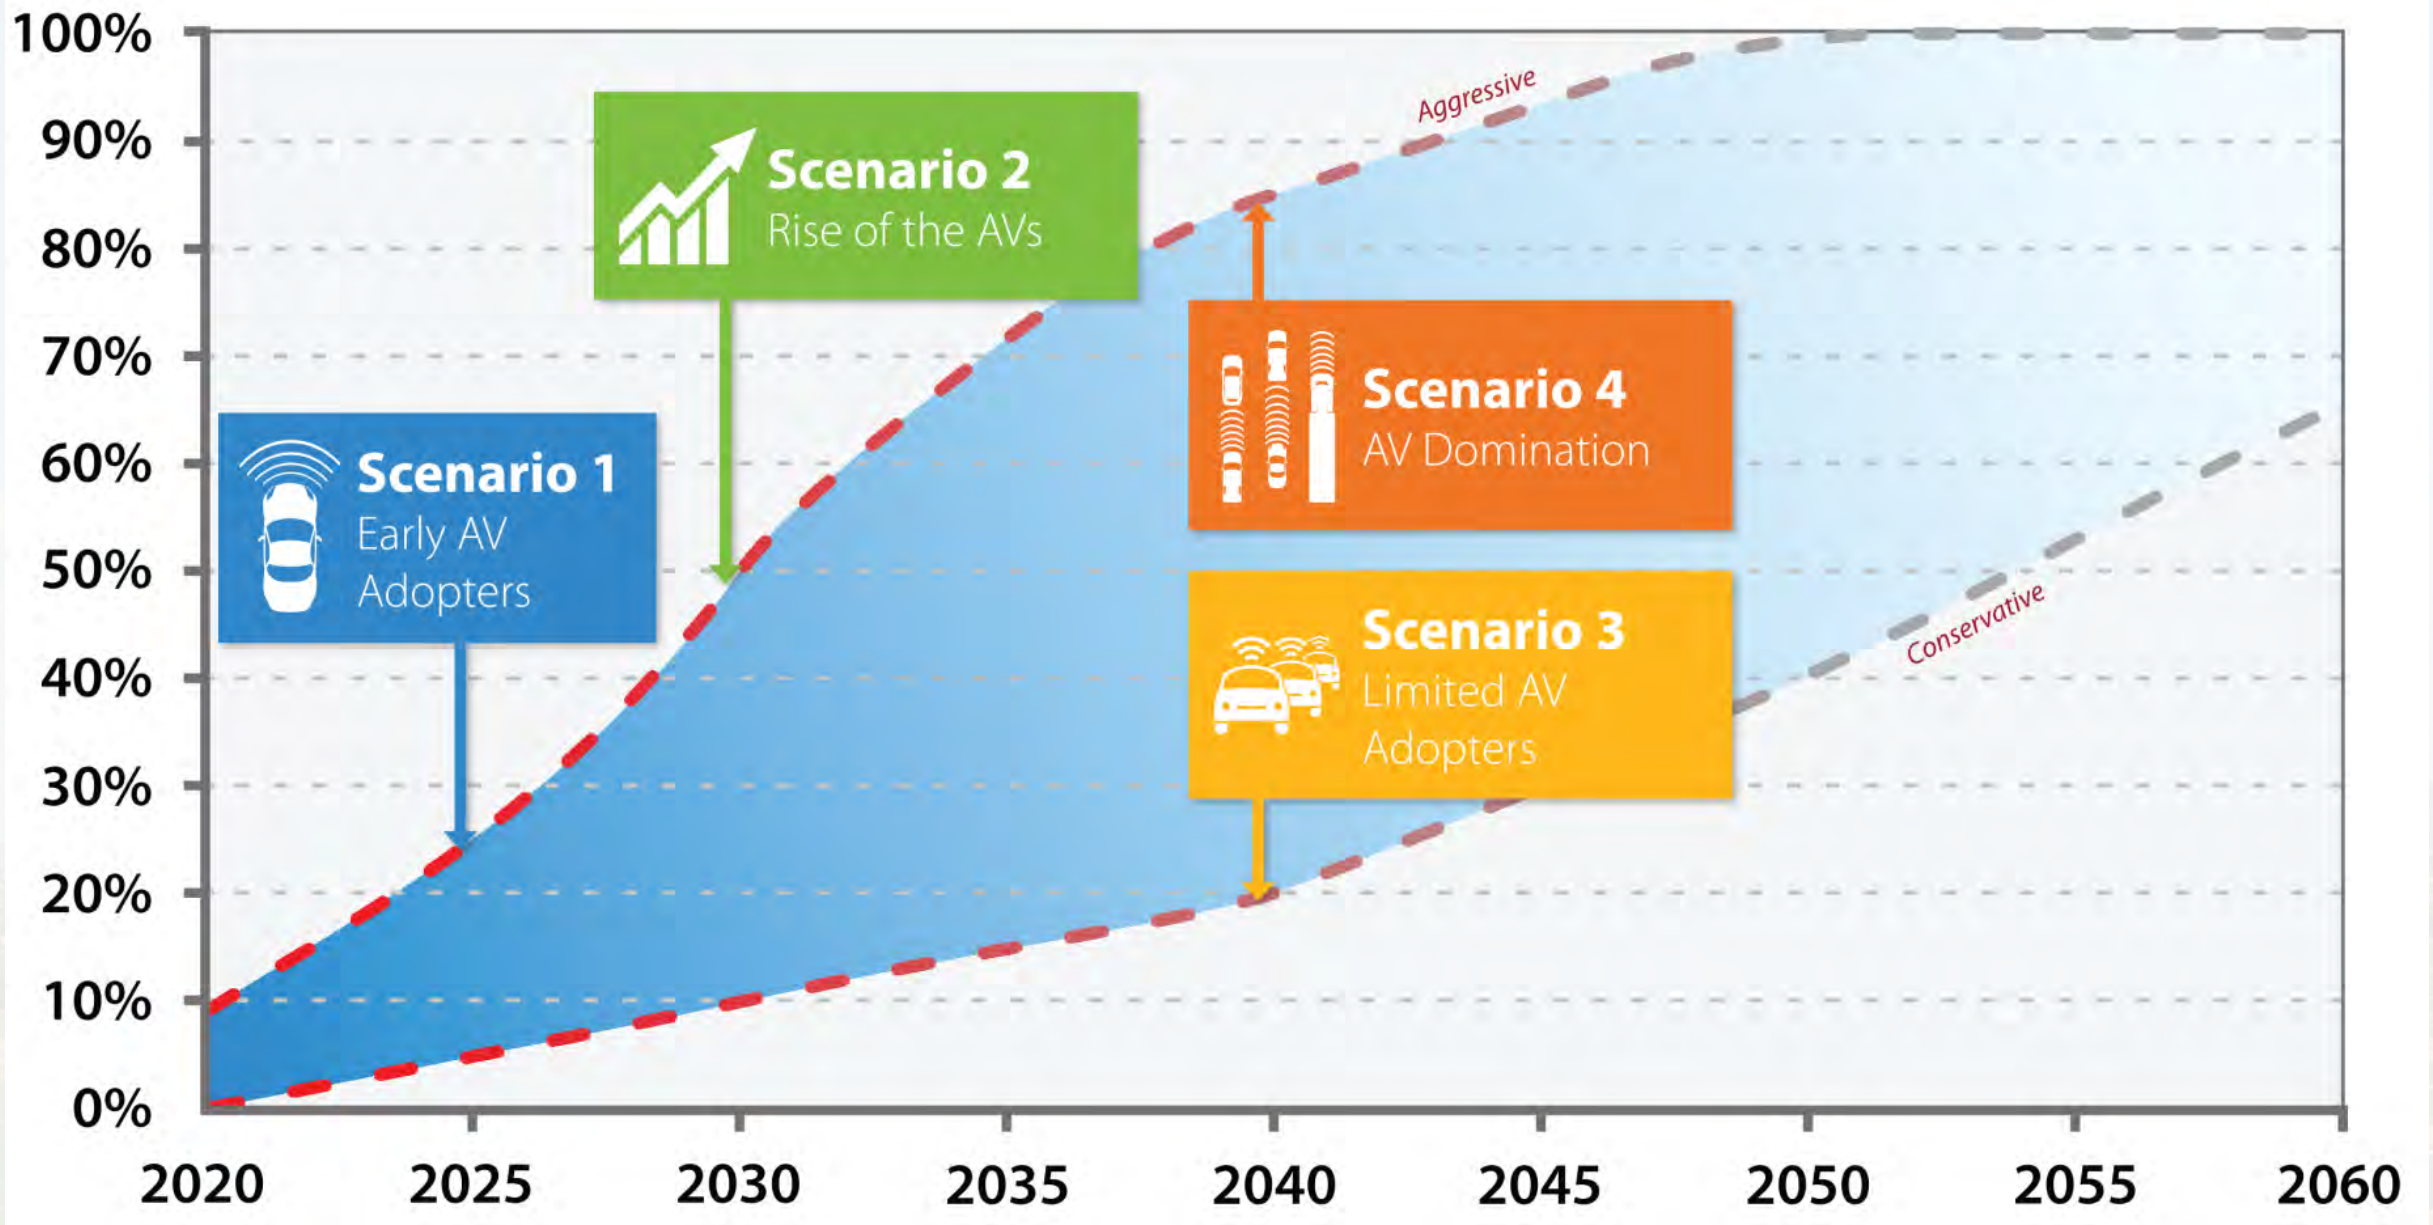 100%
90%
80%
70%
60%
50%
40%
30%
20%
10%
0%
Scenario 1
Early AV
Adopters
Scenario 2
Rise of the AVs
Aggressive
Scenario 4
AV Domination
Scenario 3
Limited AV
Adopters
Conservative
2020 2025 2030 2035 2040 2045 2050 2055 2060